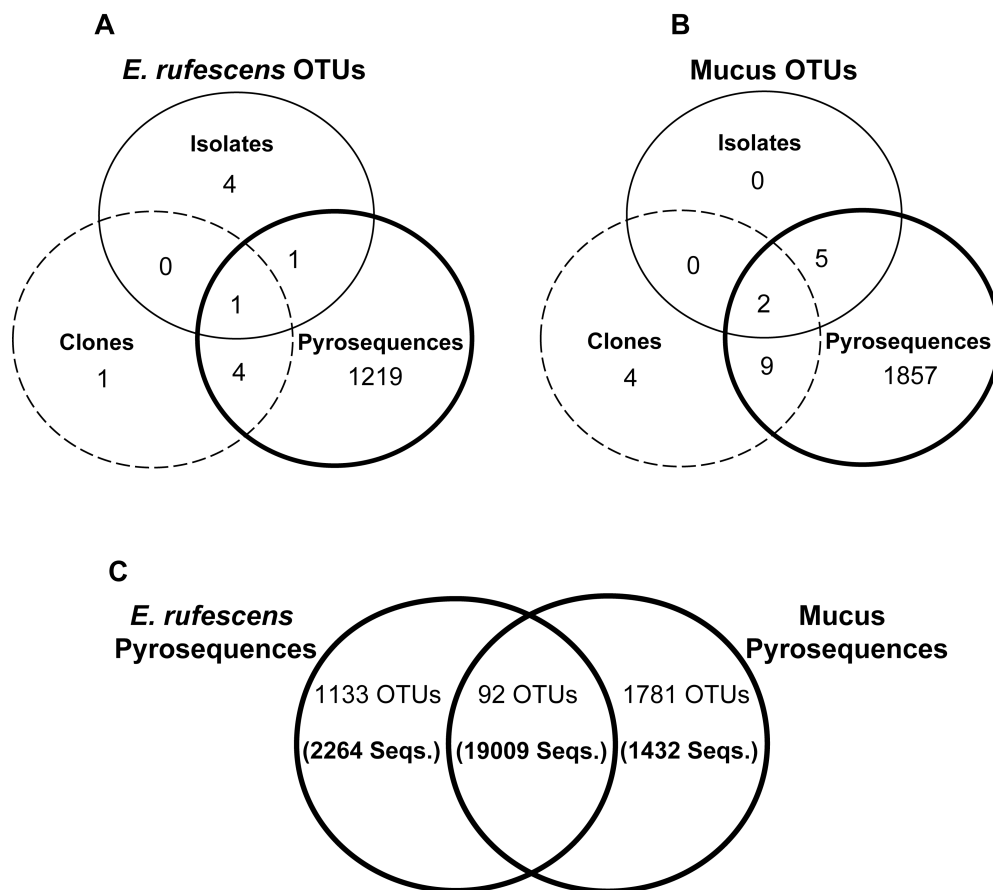 A
E. rufescens OTUs
Isolates
4
0
1
1
Clones
1
4
Pyrosequences
1219
B
Mucus OTUs
Isolates
0
0
5
2
Clones
4
9
Pyrosequences
1857
C
E. rufescens
Pyrosequences
Mucus
Pyrosequences
1133 OTUs
(2264 Seqs.)
92 OTUs
(19009 Seqs.)
1781 OTUs
(1432 Seqs.)